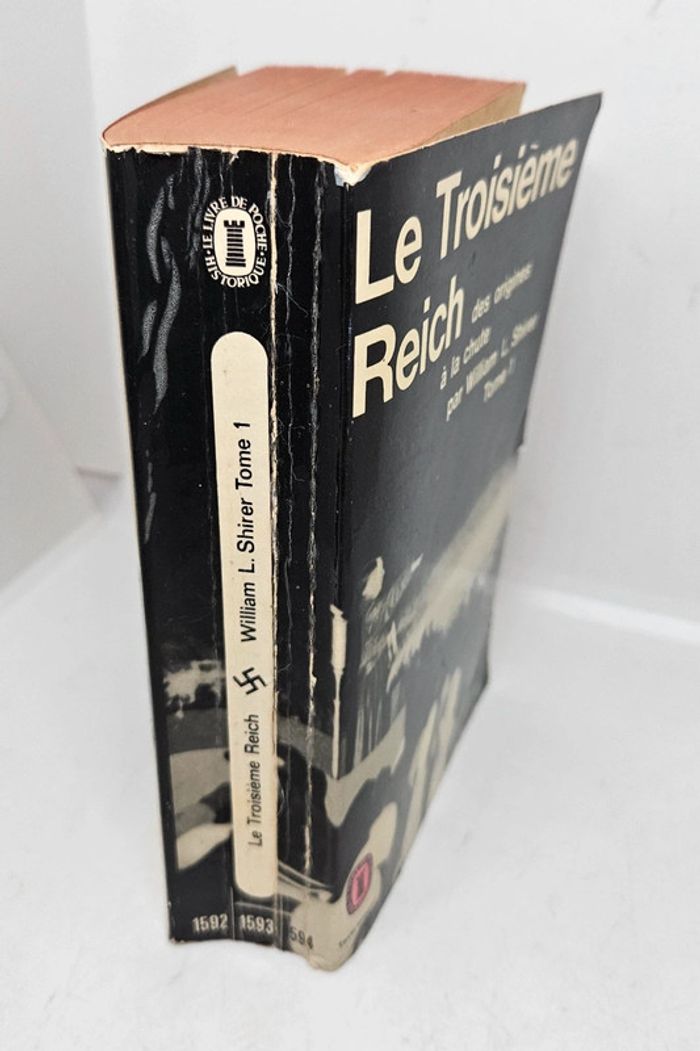 LE LIVRE DE POCHE
HISTORIQUE
Le Troisième Reich William L. Shirer Tome 1
1592 1593 1594
Le Troisième
Reich des origines
à la chute
par William L. Shirer
Tome 1